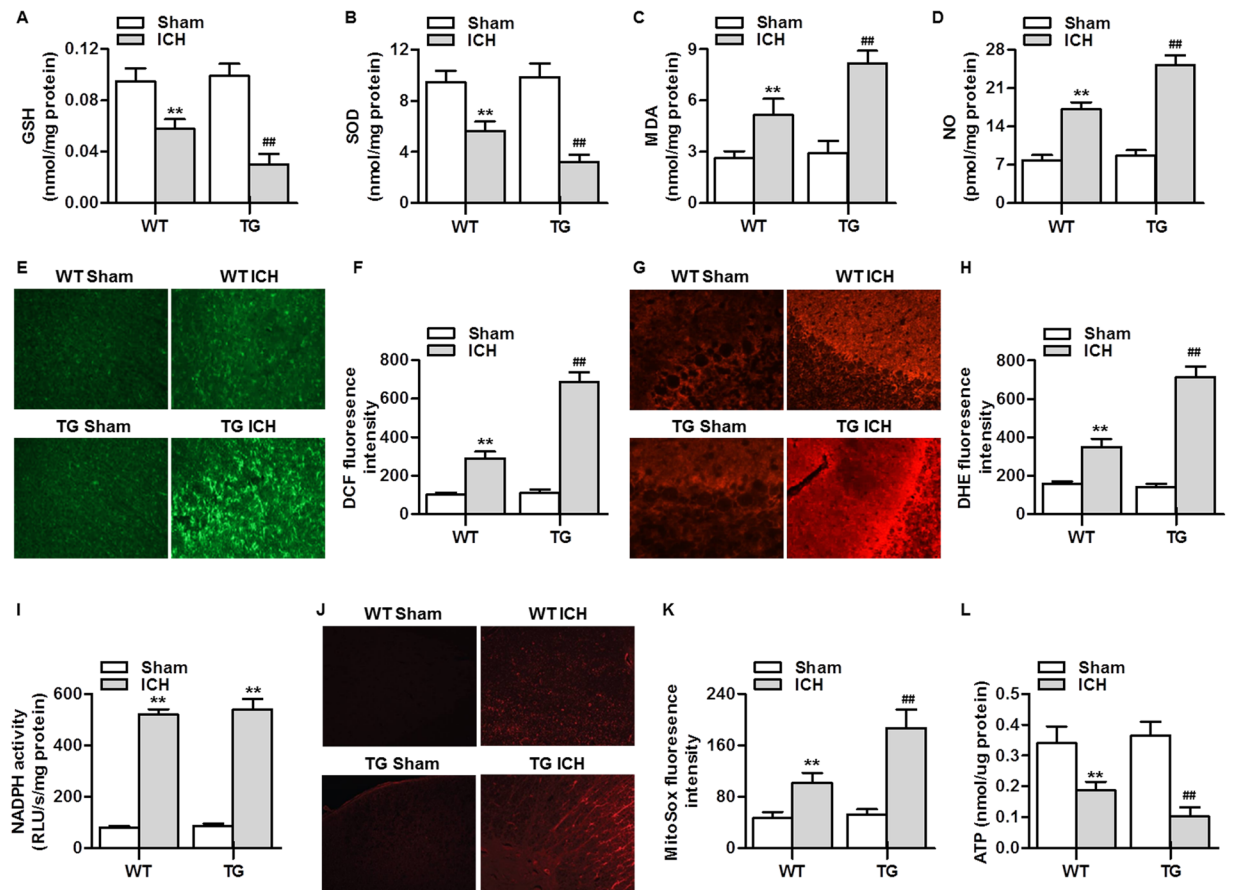 A
Sham
ICH
GSH
(nmol/mg protein)
0.12
0.08
0.04
0.00
**
##
WT
TG
B
Sham
ICH
SOD
(nmol/mg protein)
12
9
6
3
0
**
##
WT
TG
C
Sham
ICH
MDA
(nmol/mg protein)
9
6
3
0
**
##
WT
TG
D
Sham
ICH
NO
(pmol/mg protein)
28
21
14
7
0
**
##
WT
TG
E
WT Sham
WT ICH
TG Sham
TG ICH
F
Sham
ICH
DCF fluoresence
intensity
800
600
400
200
0
**
##
WT
TG
G
WT Sham
WT ICH
TG Sham
TG ICH
H
Sham
ICH
DHE fluoresence
intensity
800
600
400
200
0
**
##
WT
TG
I
Sham
ICH
NADPH activity
(RLU/s/mg protein)
600
400
200
0
**
**
WT
TG
J
WT Sham
WT ICH
TG Sham
TG ICH
K
Sham
ICH
MitoSox fluoresence
intensity
240
160
80
0
**
##
WT
TG
L
Sham
ICH
ATP (nmol/ug protein)
0.5
0.4
0.3
0.2
0.1
0.0
**
##
WT
TG